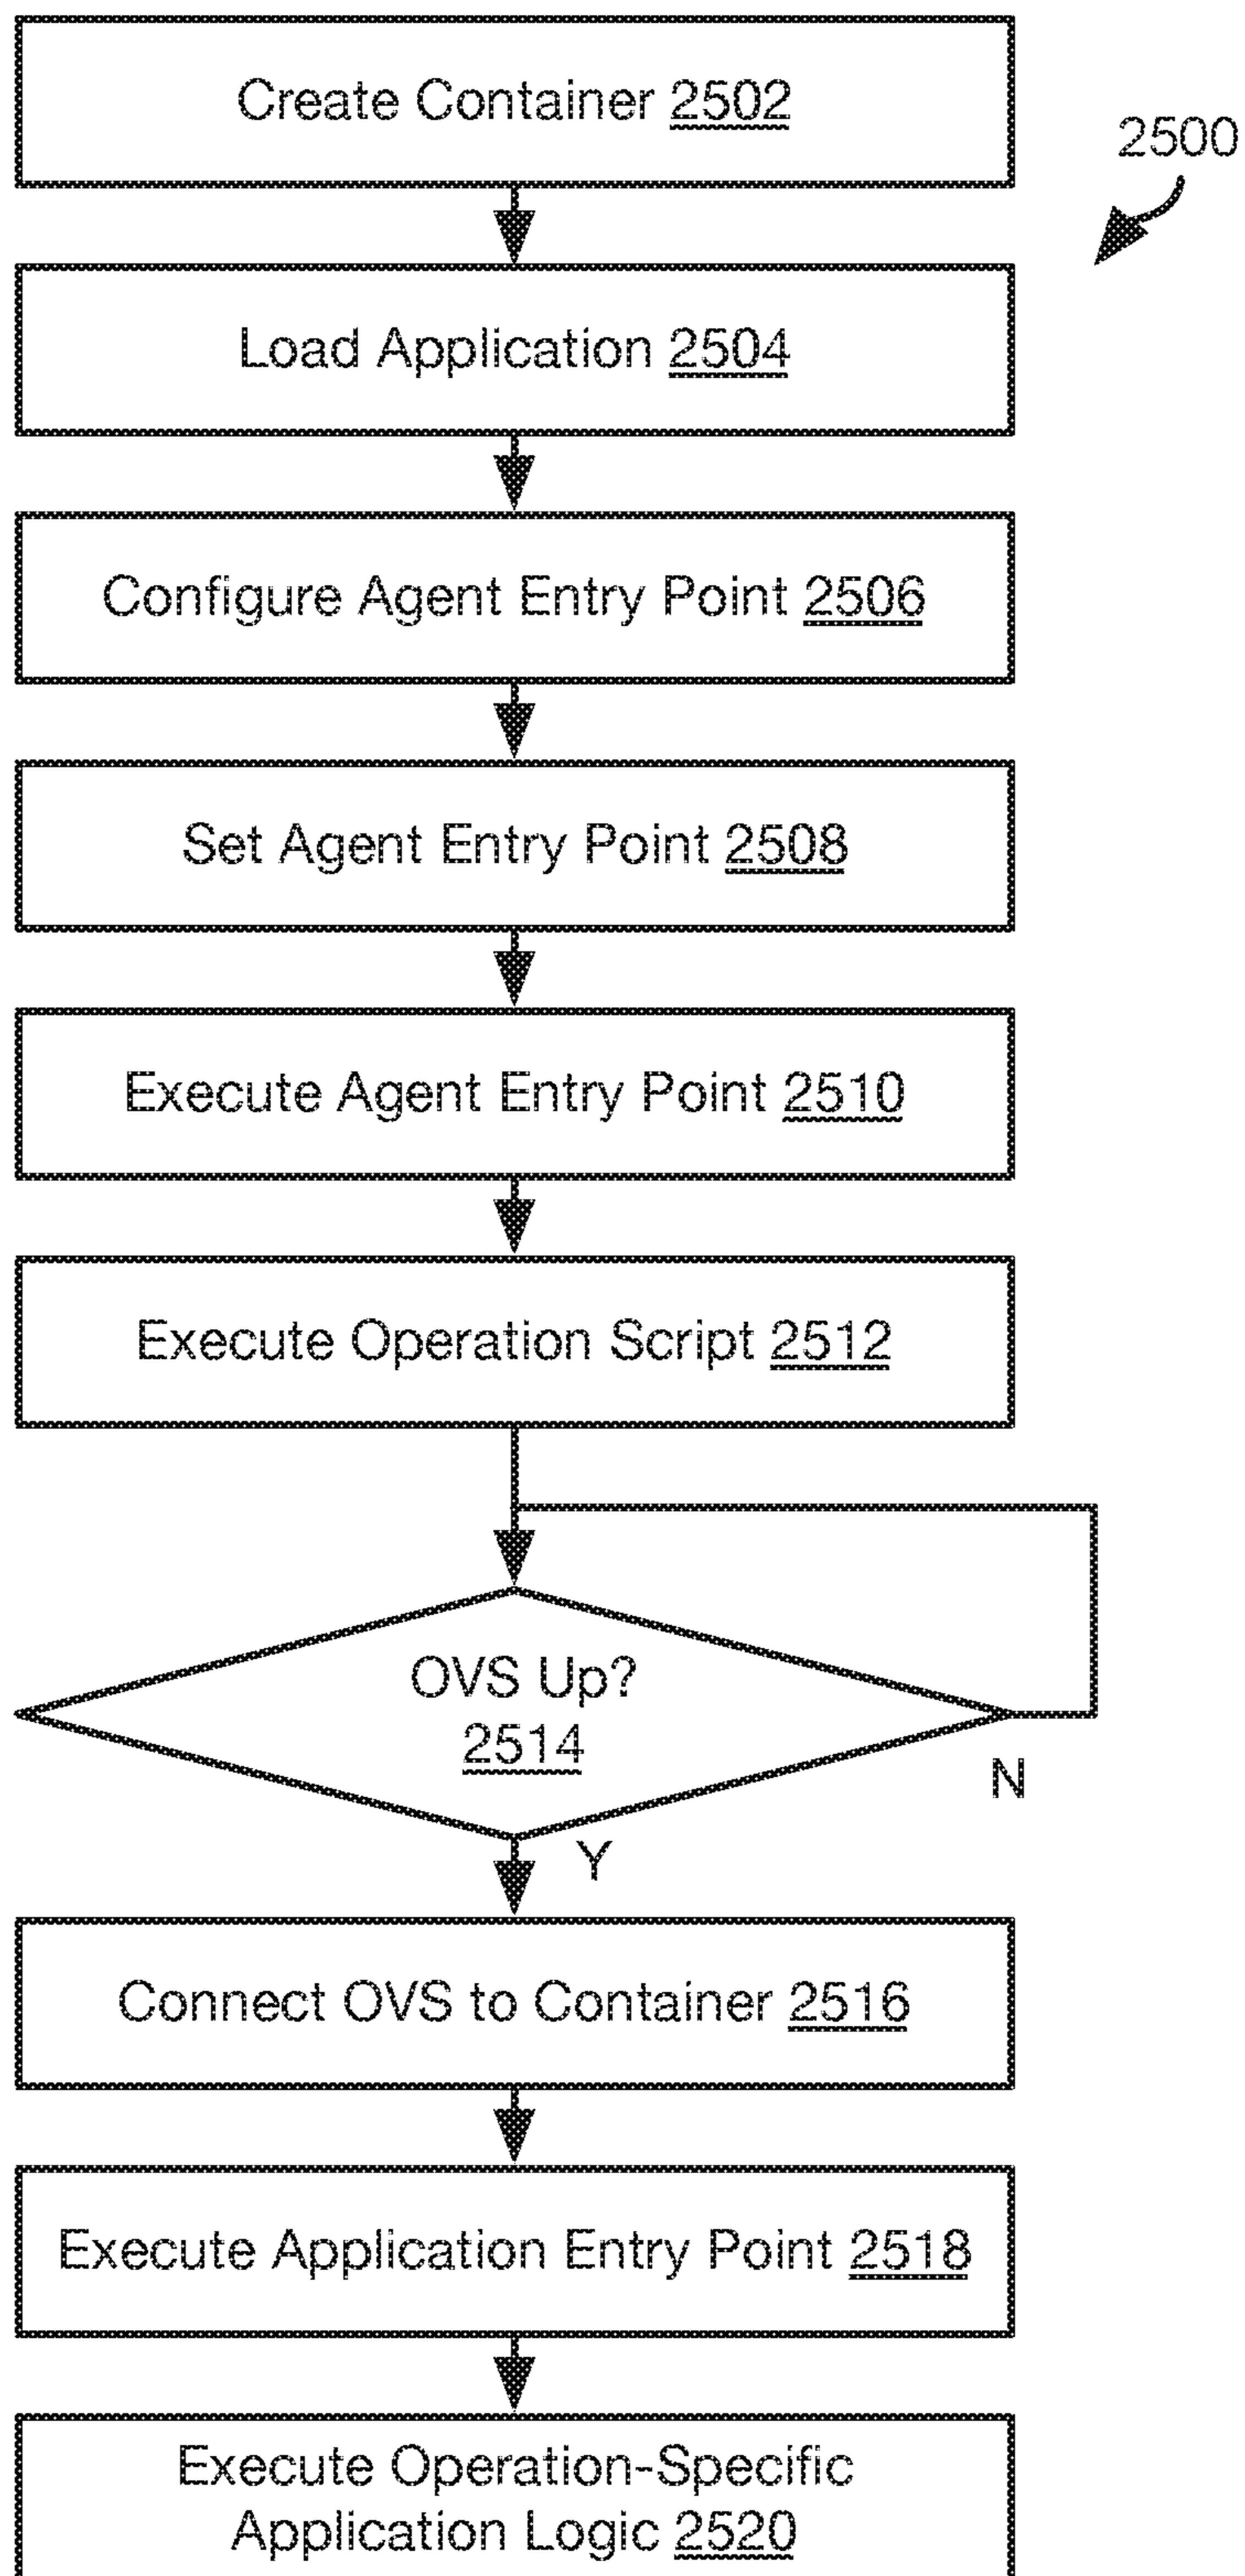 Create Container 2502
2500
Load Application 2504
Configure Agent Entry Point 2506
Set Agent Entry Point 2508
Execute Agent Entry Point 2510
Execute Operation Script 2512
OVS Up?
2514
N
Y
Connect OVS to Container 2516
Execute Application Entry Point 2518
Execute Operation-Specific
Application Logic 2520